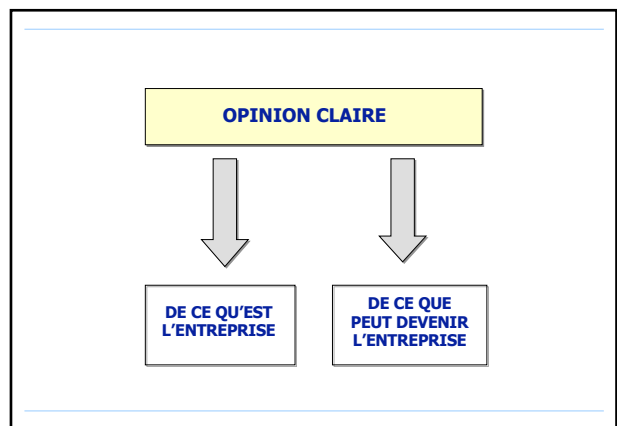 OPINION CLAIRE
DE CE QU’EST
L’ENTREPRISE
DE CE QUE
PEUT DEVENIR
L’ENTREPRISE